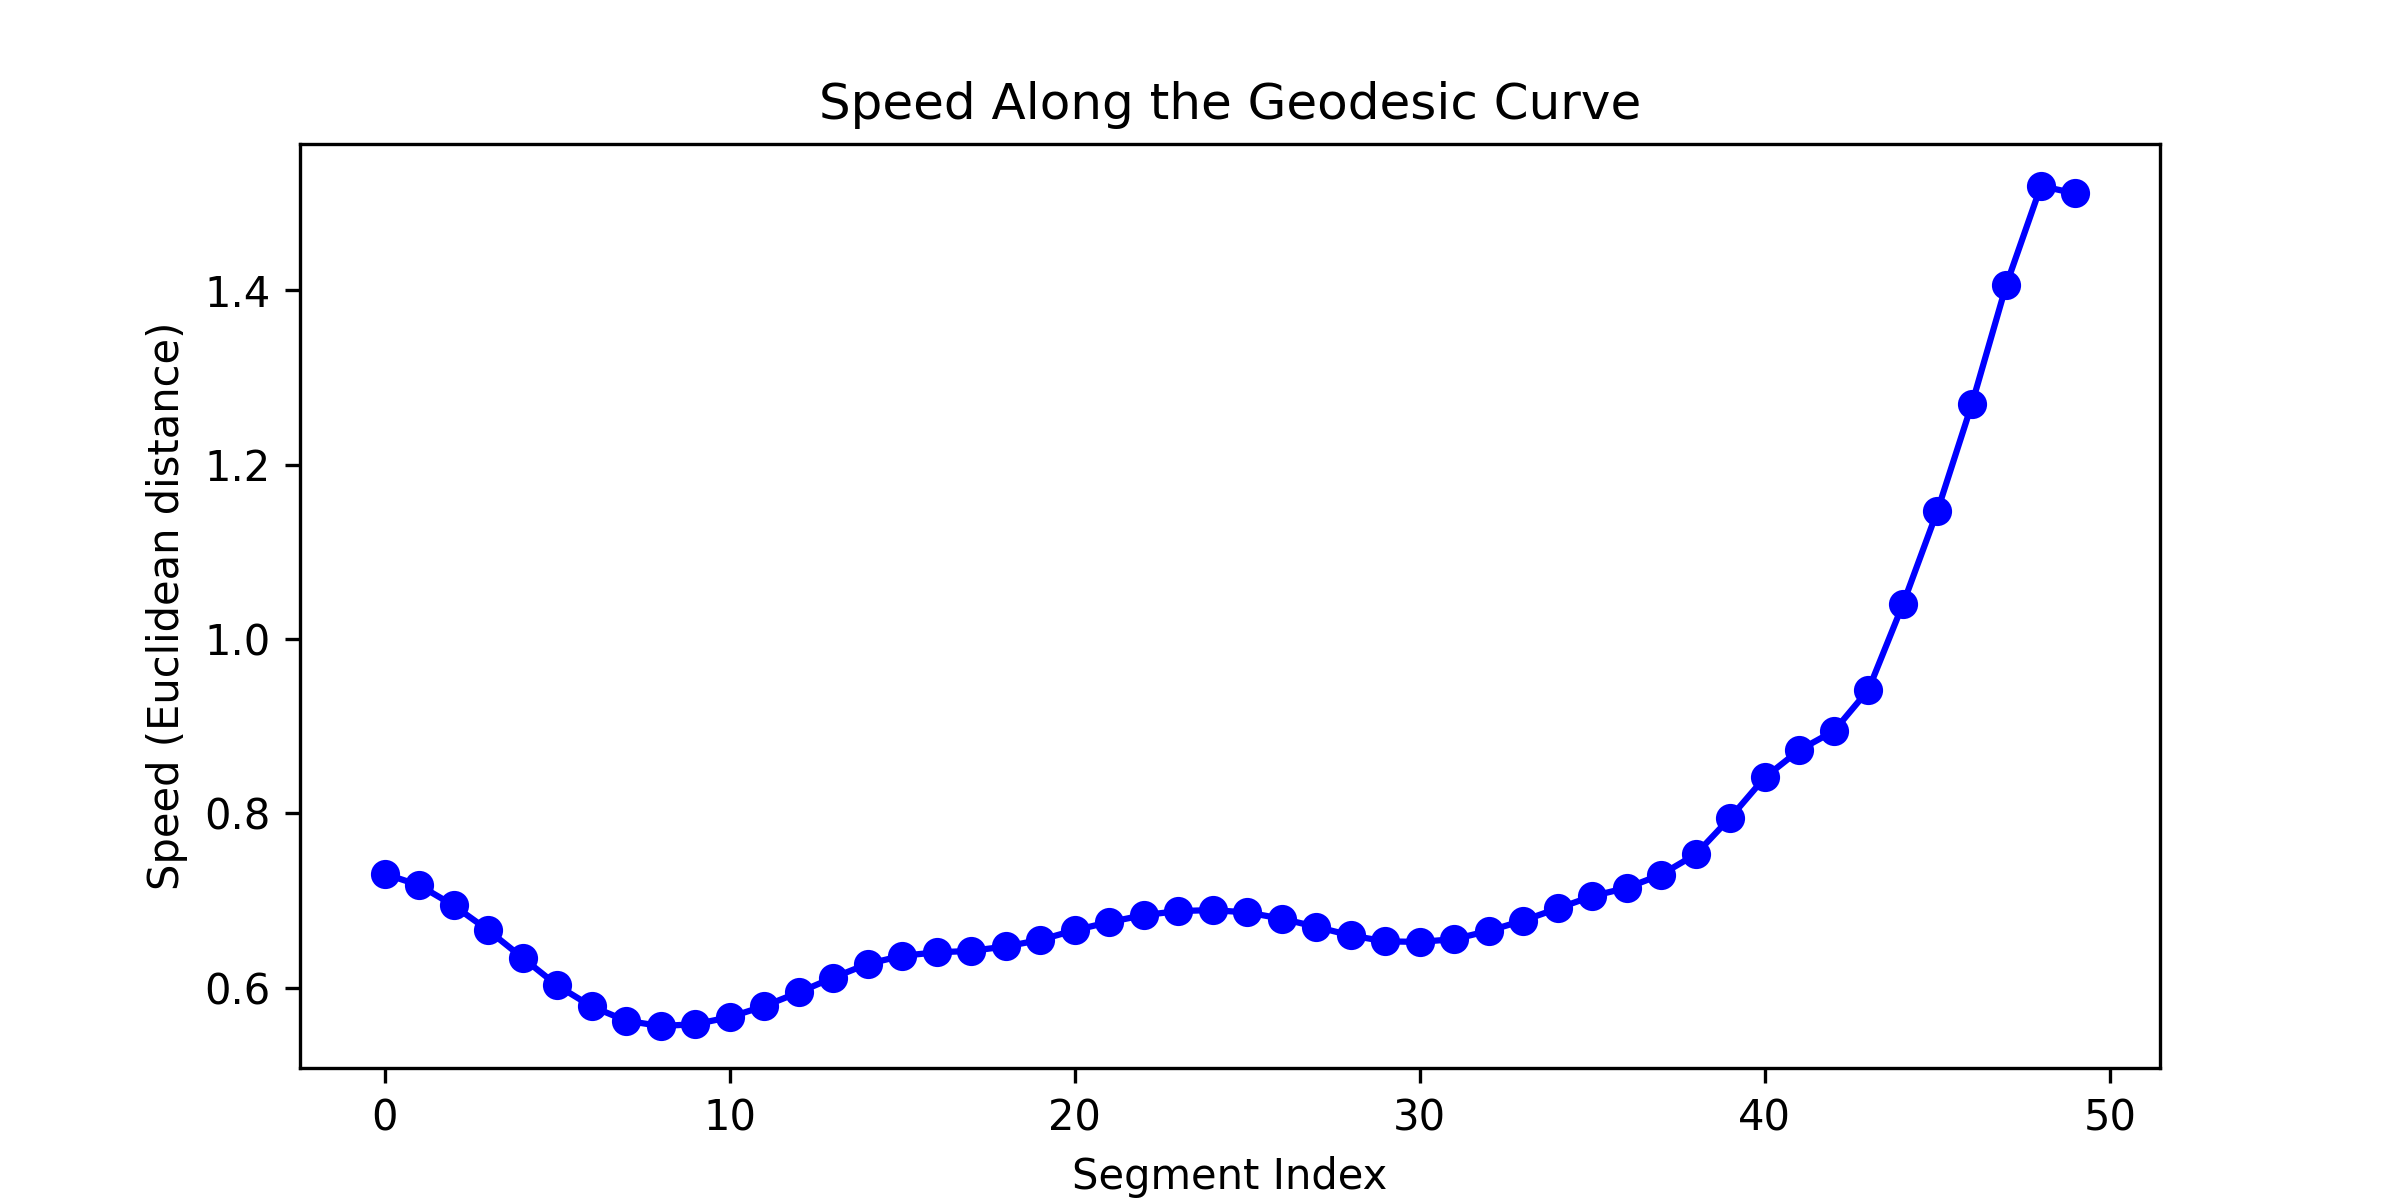 Speed Along the Geodesic Curve
Speed (Euclidean distance)
1.4
1.2
1.0
0.8
0.6
0 10 20 30 40 50
Segment Index